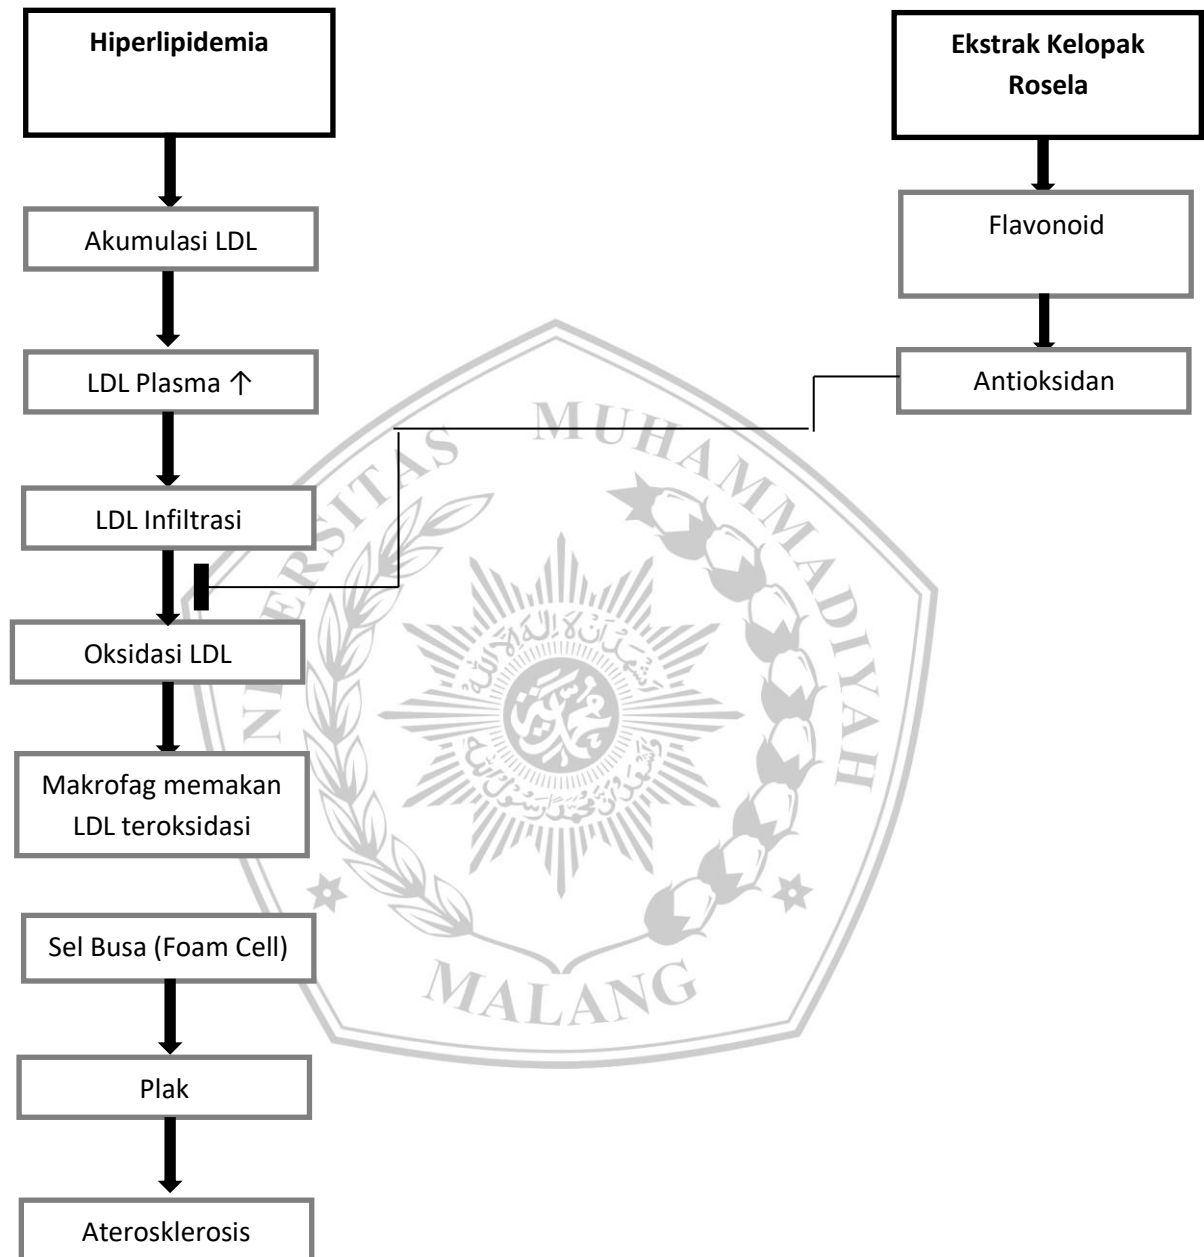 Hiperlipidemia
Akumulasi LDL
LDL Plasma ↑
LDL Infiltrasi
Oksidasi LDL
Makrofag memakan
LDL teroksidasi
Sel Busa (Foam Cell)
Plak
Aterosklerosis
Ekstrak Kelopak
Rosela
Flavonoid
Antioksidan
MUHAMMADIYAH
MALANG